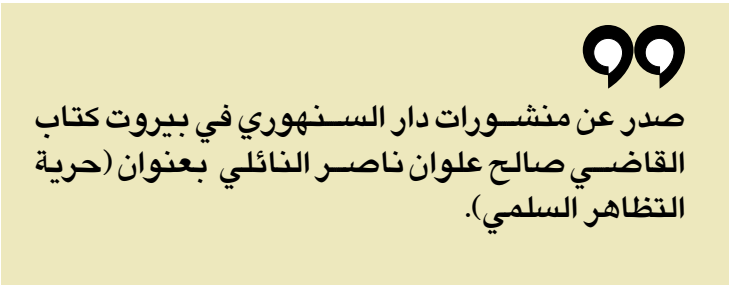 صدر عن منشورات دار السنهوري في بيروت كتاب
القاضي صالح علوان ناصر النائلي بعنوان (حرية
التظاهر السلمي).